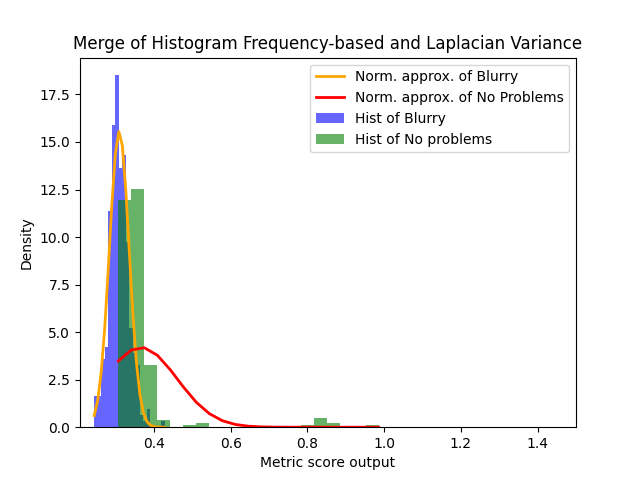 Merge of Histogram Frequency-based and Laplacian Variance
Norm. approx. of Blurry
Norm. approx. of No Problems
Hist of Blurry
Hist of No problems
Density
17.5
15.0
12.5
10.0
7.5
5.0
2.5
0.0
0.4 0.6 0.8 1.0 1.2 1.4
Metric score output